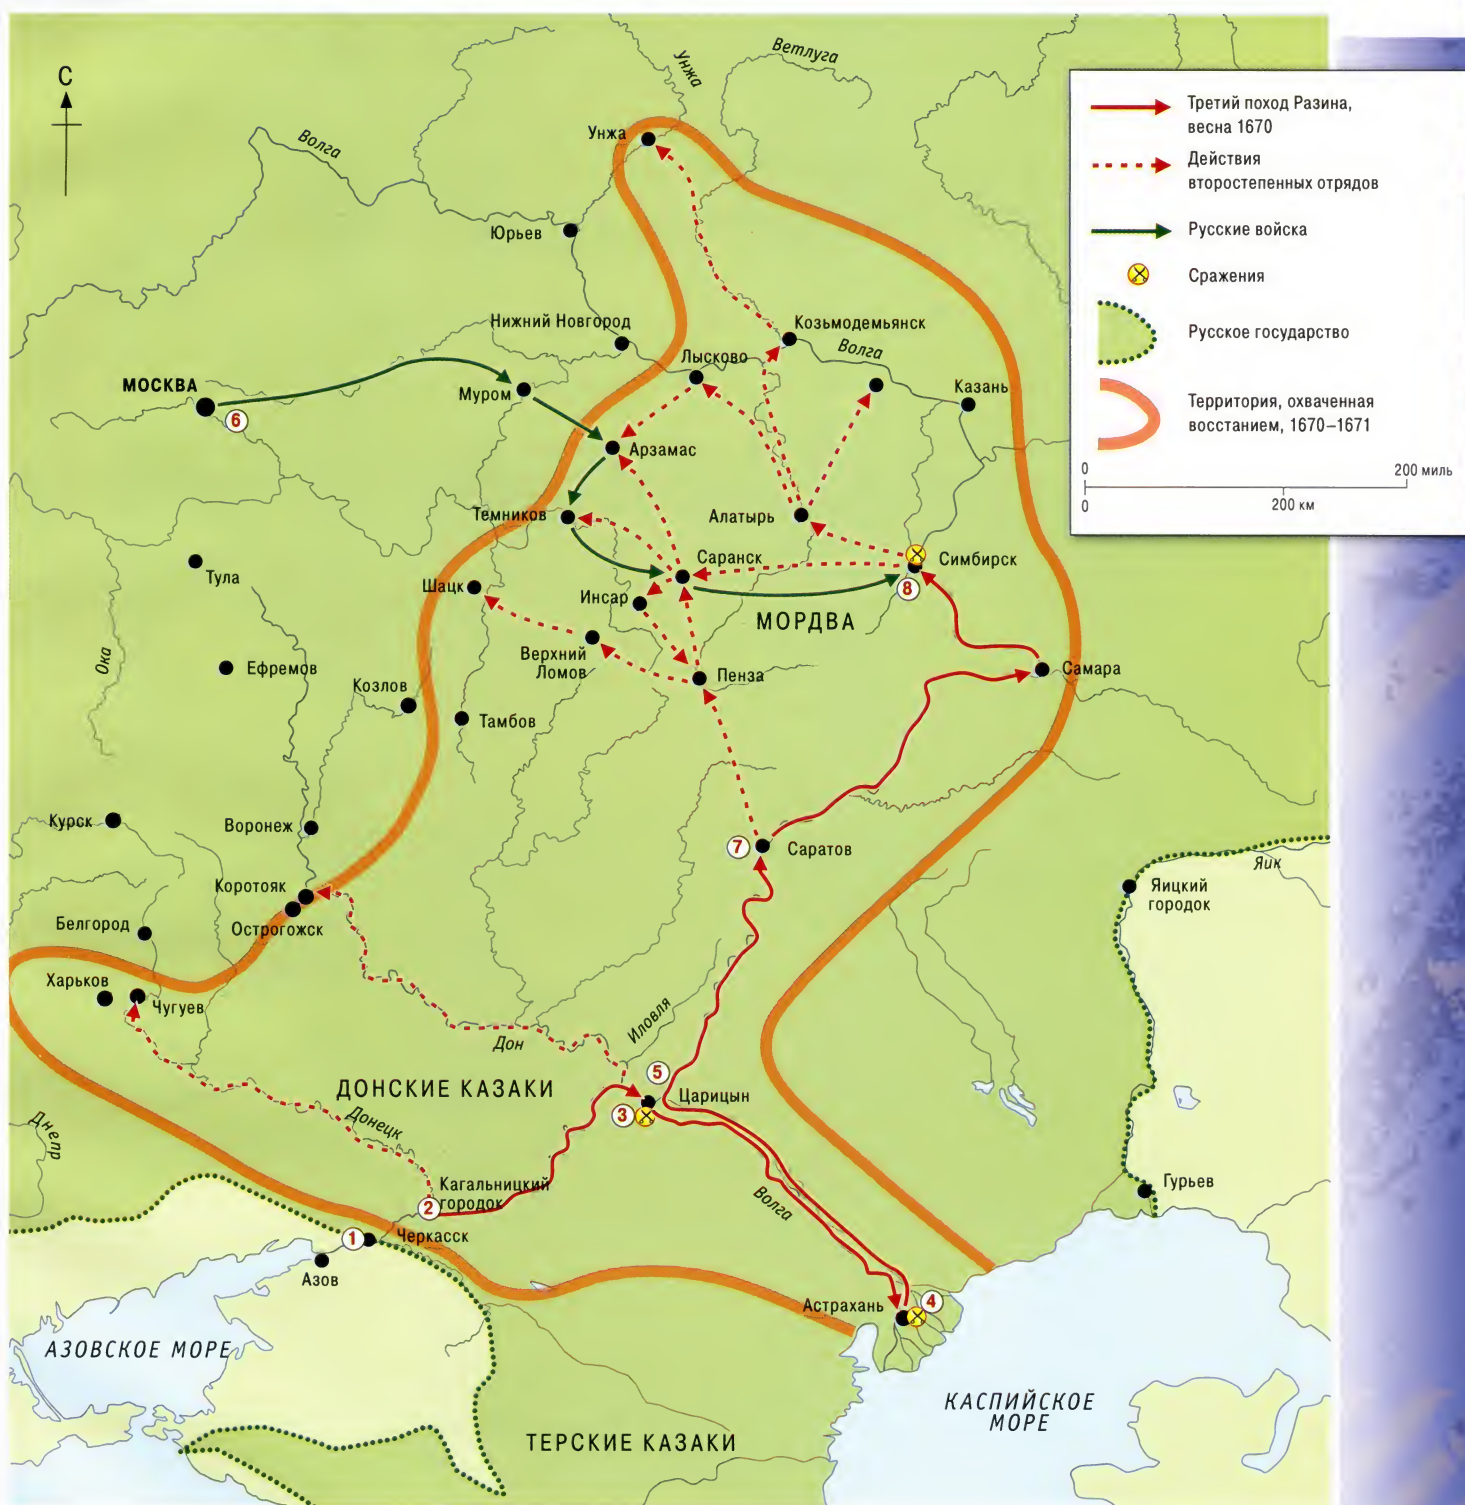 С
Унжа
Ветлуга
Волга
Унжа
Юрьев
Нижний Новгород
Козьмодемьянск
Волга
Лысково
МОСКВА
6
Муром
Казань
Арзамас
Темников
Алатырь
Саранск
Симбирск
8
Тула
Шацк
Инсар
МОРДВА
Верхний
Ломов
Пенза
Самара
Ока
Ефремов
Козлов
Тамбов
Курск
Воронеж
7
Саратов
Яик
Яицкий
городок
Коротояк
Острогожск
Белгород
Харьков
Чугуев
Дон
Иловля
ДОНСКИЕ КАЗАКИ
5
Царицын
3
Донецк
Днепр
Кагальницкий
городок
2
Волга
Гурьев
1
Черкасск
Азов
Астрахань
4
АЗОВСКОЕ МОРЕ
КАСПИЙСКОЕ
МОРЕ
ТЕРСКИЕ КАЗАКИ
Третий поход Разина,
весна 1670
Действия
второстепенных отрядов
Русские войска
Сражения
Русское государство
Территория, охваченная
восстанием, 1670–1671
0
200 миль
0
200 км